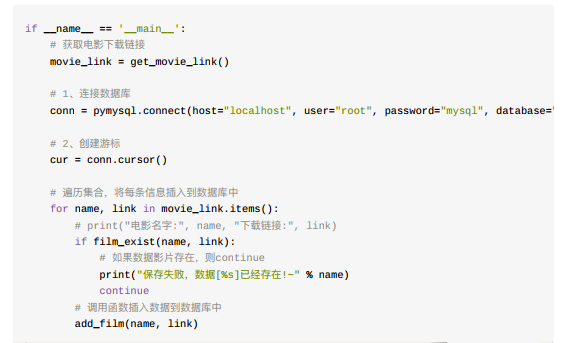 if __name__ == '__main__':
# 获取电影下载链接
movie_link = get_movie_link()
# 1、连接数据库
conn = pymysql.connect(host="localhost", user="root", password="mysql", database="
# 2、创建游标
cur = conn.cursor()
# 遍历集合，将每条信息插入到数据库中
for name, link in movie_link.items():
# print("电影名字:", name, "下载链接:", link)
if film_exist(name, link):
# 如果数据影片存在，则continue
print("保存失败，数据[%s]已经存在!~" % name)
continue
# 调用函数插入数据到数据库中
add_film(name, link)